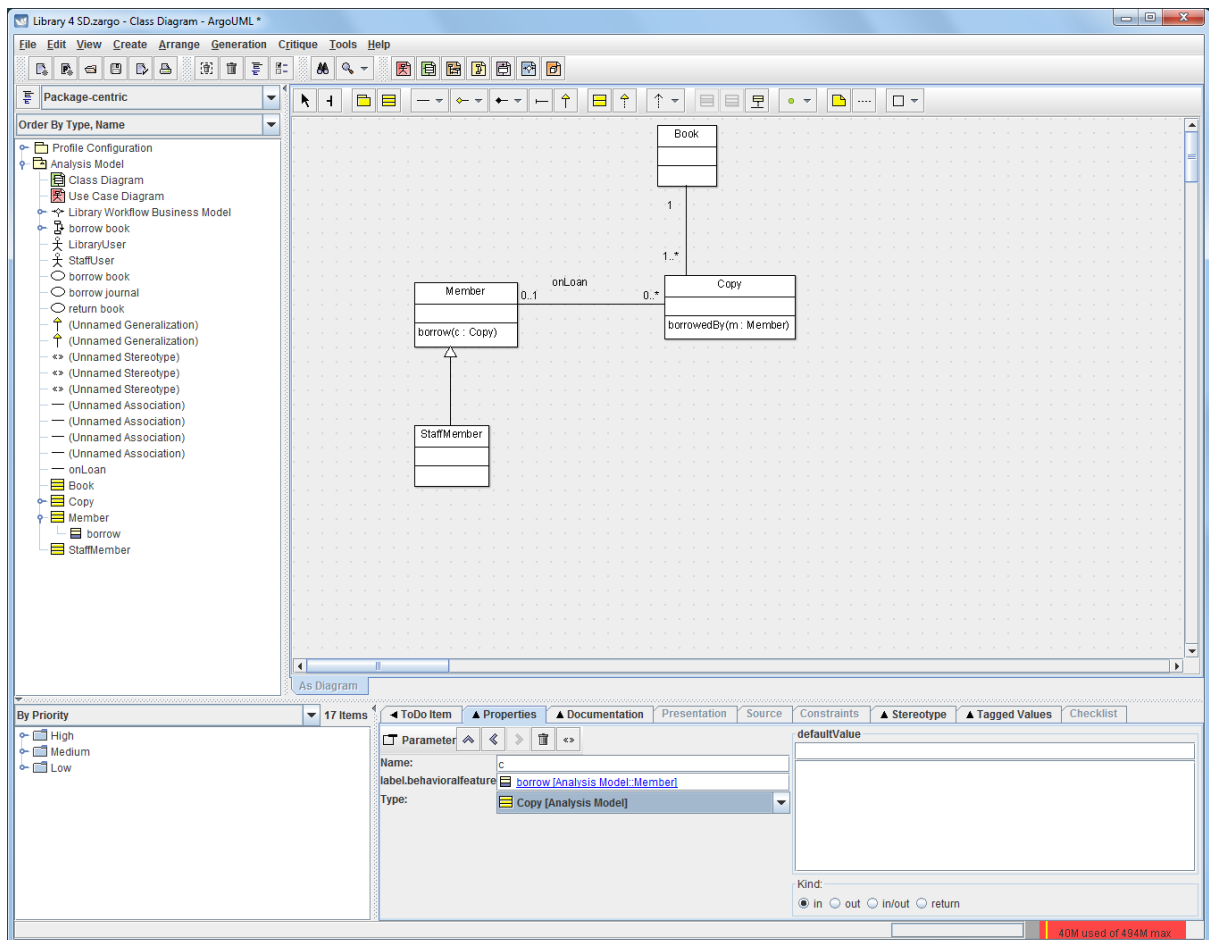 Library 4 SD.zargo - Class Diagram - ArgoUML *
File Edit View Create Arrange Generation Critique Tools Help
Package-centric
Order By Type, Name
Profile Configuration
Analysis Model
Class Diagram
Use Case Diagram
Library Workflow Business Model
borrow book
LibraryUser
StaffUser
borrow book
borrow journal
return book
(Unnamed Generalization)
(Unnamed Generalization)
«» (Unnamed Stereotype)
«» (Unnamed Stereotype)
«» (Unnamed Stereotype)
(Unnamed Association)
(Unnamed Association)
(Unnamed Association)
(Unnamed Association)
onLoan
Book
Copy
Member
borrow
StaffMember
Book
1
1..*
onLoan
Member
0..1
0..*
Copy
borrow(c : Copy)
borrowedBy(m : Member)
StaffMember
As Diagram
By Priority
17 Items
High
Medium
Low
ToDo Item Properties Documentation Presentation Source Constraints Stereotype Tagged Values Checklist
Parameter «»
Name: c
label.behavioralfeature borrow [Analysis Model::Member]
Type: Copy [Analysis Model]
defaultValue
Kind:
in out in/out return
40M used of 494M max